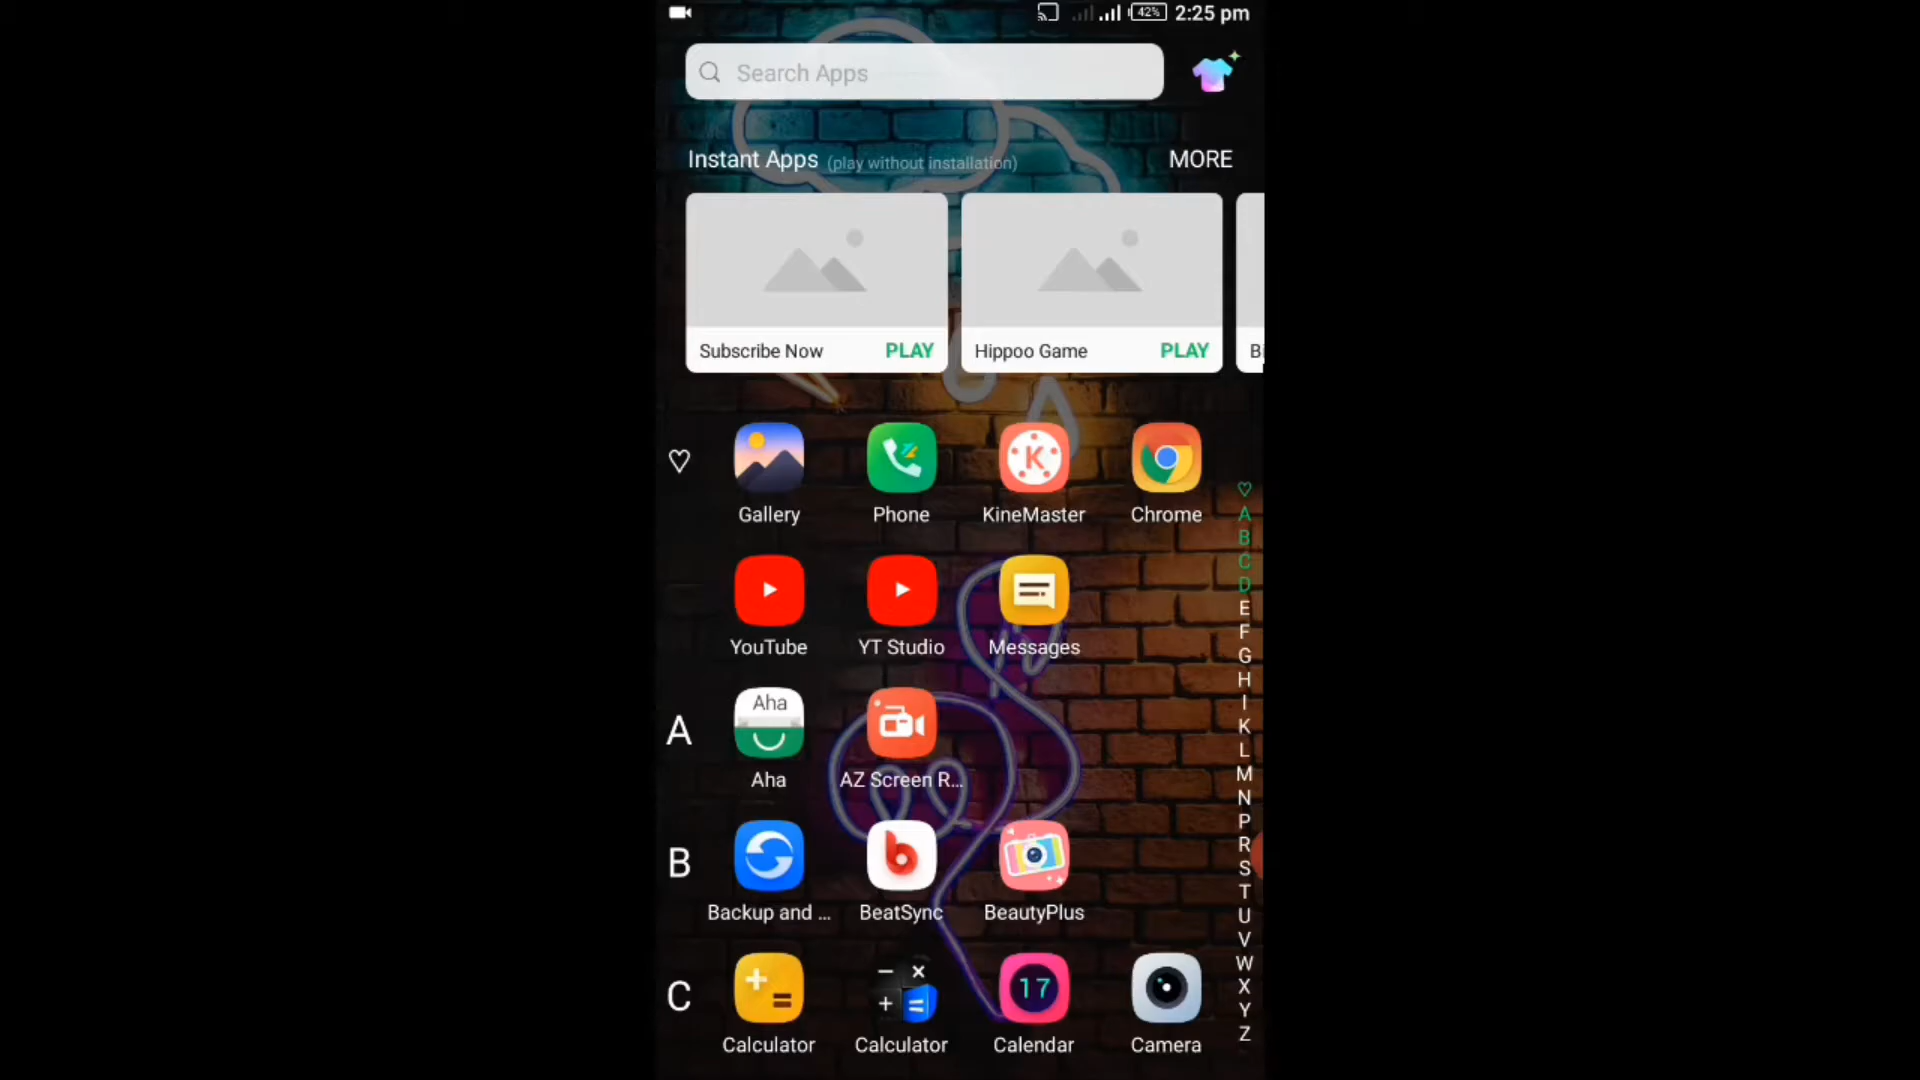 42% 2:25 pm
Search Apps
Instant Apps (play without installation) MORE
Subscribe Now PLAY Hippoo Game PLAY
Gallery Phone KineMaster Chrome
YouTube YT Studio Messages
A
Aha
Aha AZ Screen R...
B
Backup and ... BeatSync BeautyPlus
C
17
Calculator Calculator Calendar Camera
A
B
C
D
E
F
G
H
I
K
L
M
N
P
R
S
T
U
V
W
X
Y
Z